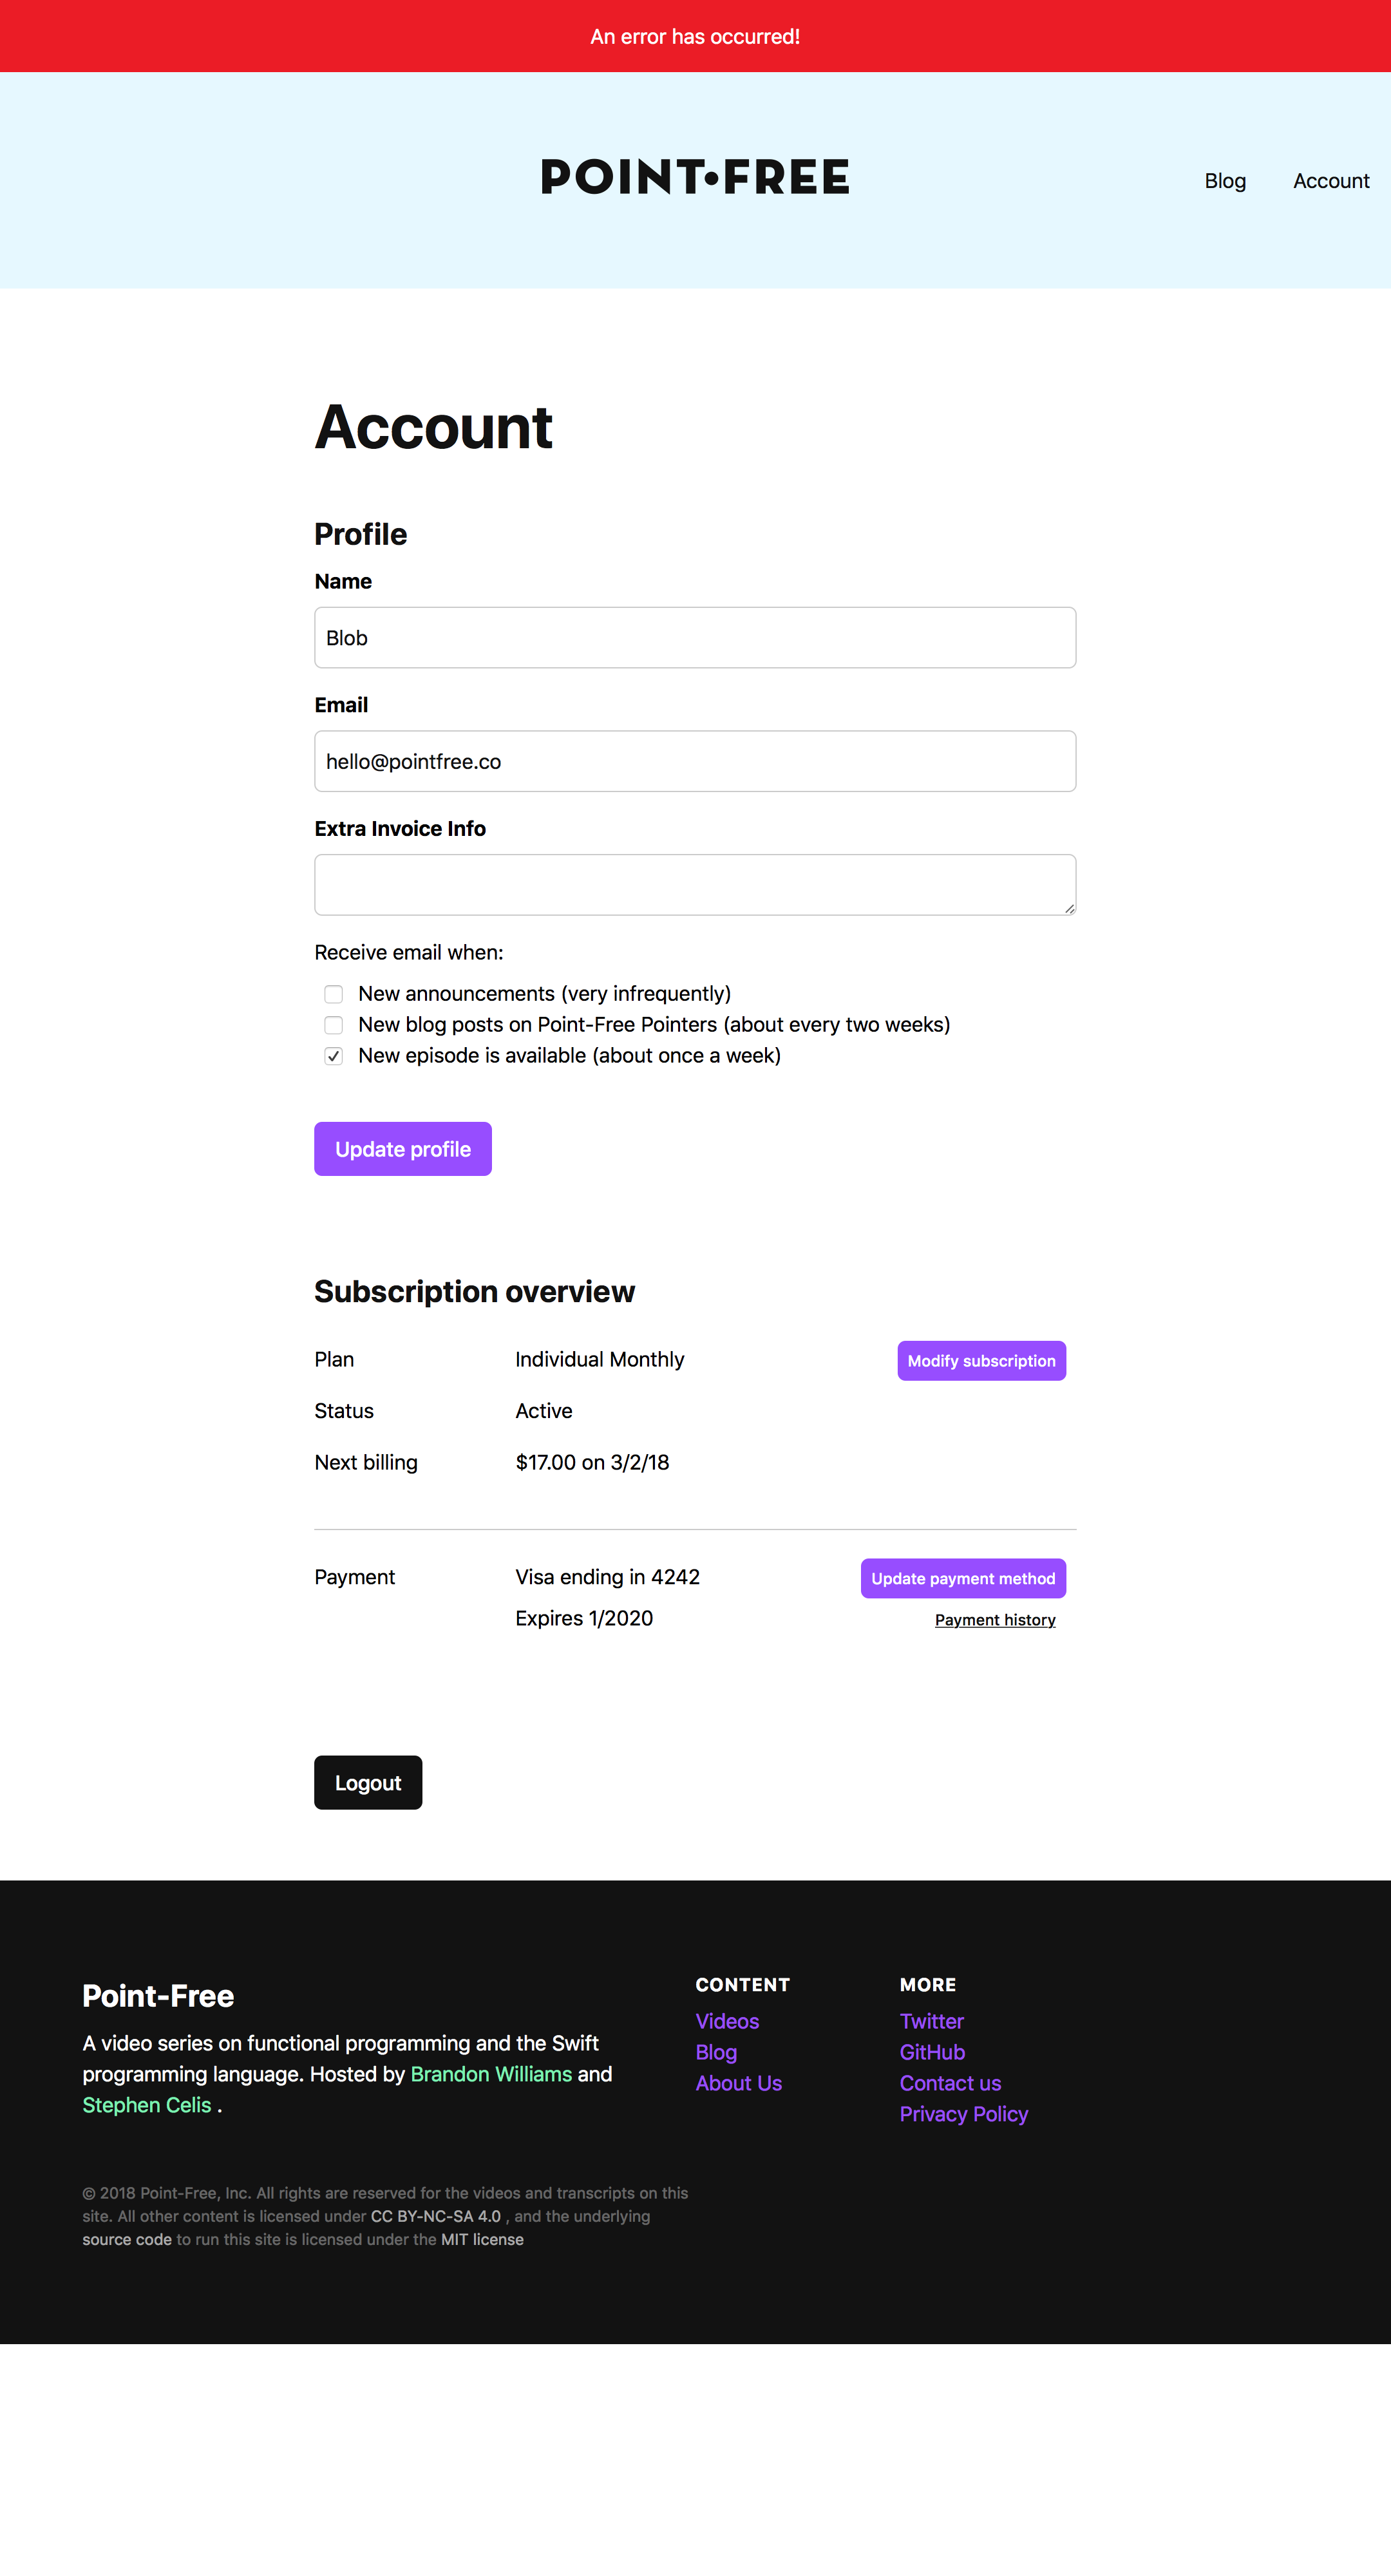 An error has occurred!
POINT•FREE
Blog
Account
Account
Profile
Name
Blob
Email
hello@pointfree.co
Extra Invoice Info
Receive email when:
New announcements (very infrequently)
New blog posts on Point-Free Pointers (about every two weeks)
New episode is available (about once a week)
Update profile
Subscription overview
Plan Individual Monthly Modify subscription
Status Active
Next billing $17.00 on 3/2/18
Payment Visa ending in 4242 Update payment method
Expires 1/2020 Payment history
Logout
Point-Free
A video series on functional programming and the Swift
programming language. Hosted by Brandon Williams and
Stephen Celis .
CONTENT
Videos
Blog
About Us
MORE
Twitter
GitHub
Contact us
Privacy Policy
© 2018 Point-Free, Inc. All rights are reserved for the videos and transcripts on this
site. All other content is licensed under CC BY-NC-SA 4.0 , and the underlying
source code to run this site is licensed under the MIT license